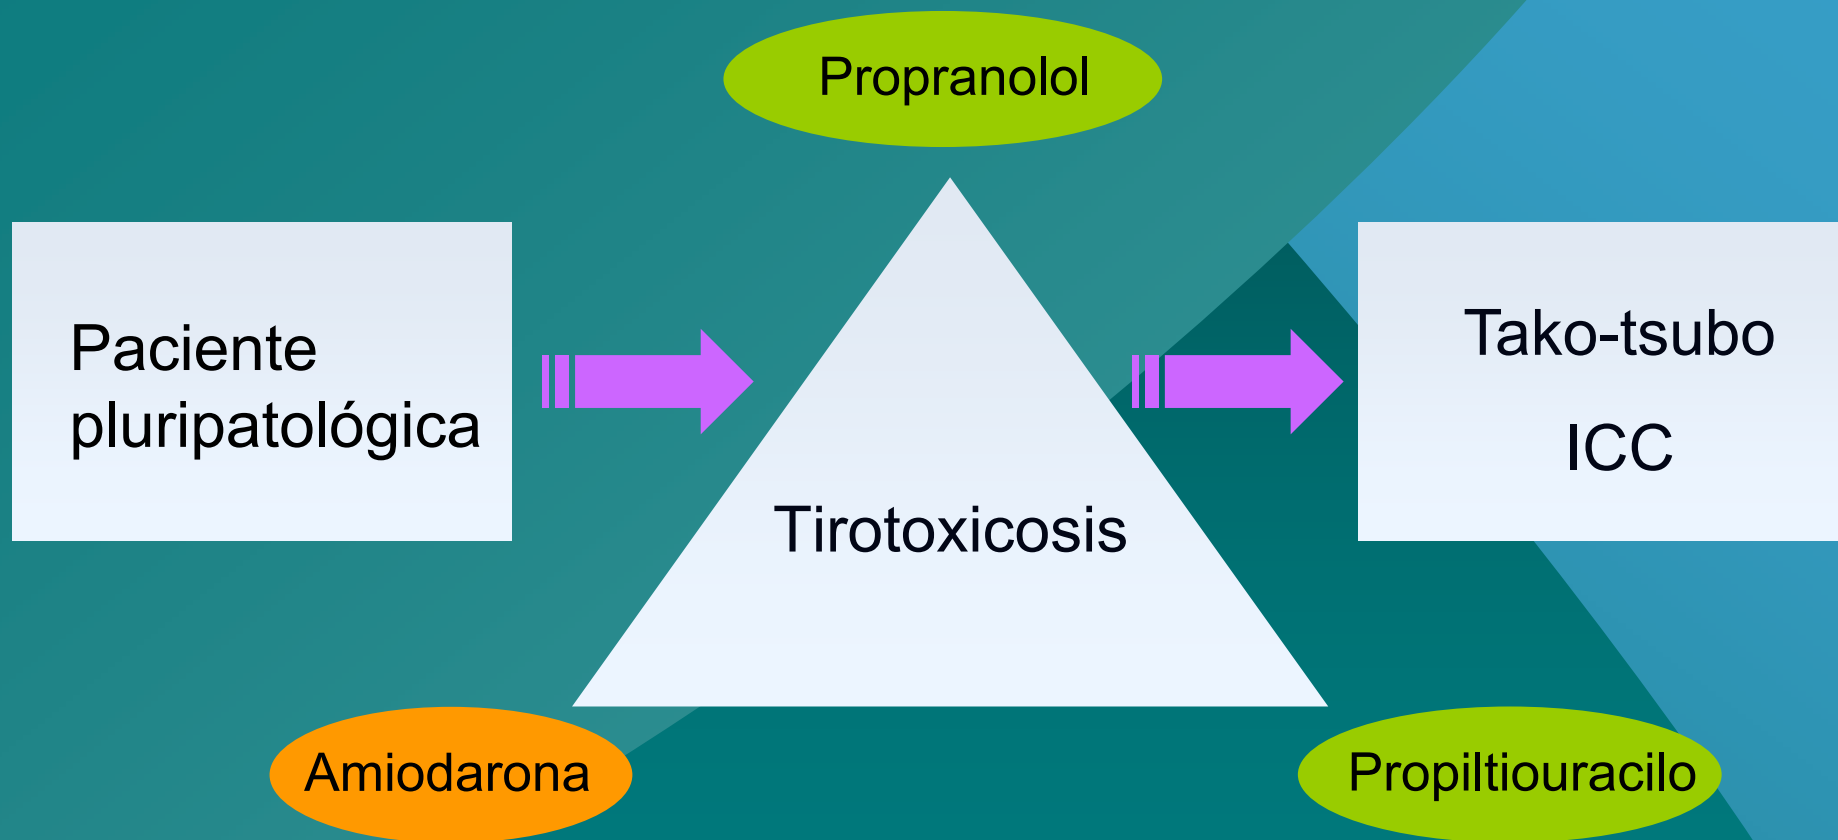 Propranolol
Paciente
pluripatológica
Tirotoxicosis
Tako-tsubo
ICC
Amiodarona
Propiltiouracilo